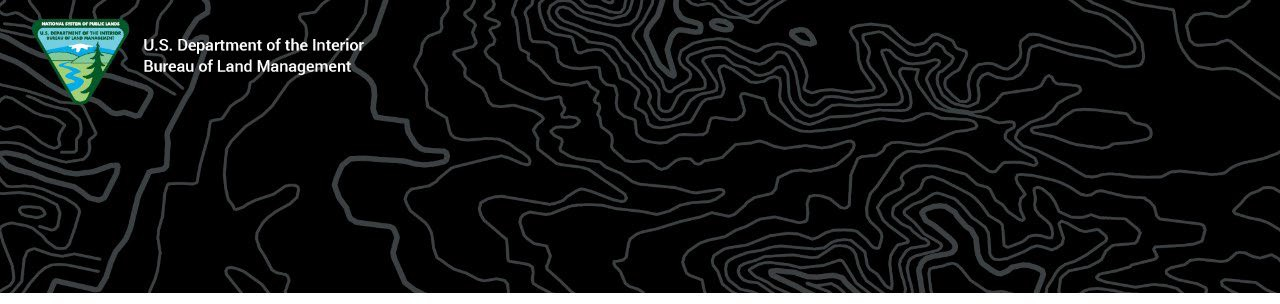 NATIONAL SYSTEM OF PUBLIC LANDS
U.S. DEPARTMENT OF THE INTERIOR
BUREAU OF LAND MANAGEMENT
U.S. Department of the Interior
Bureau of Land Management